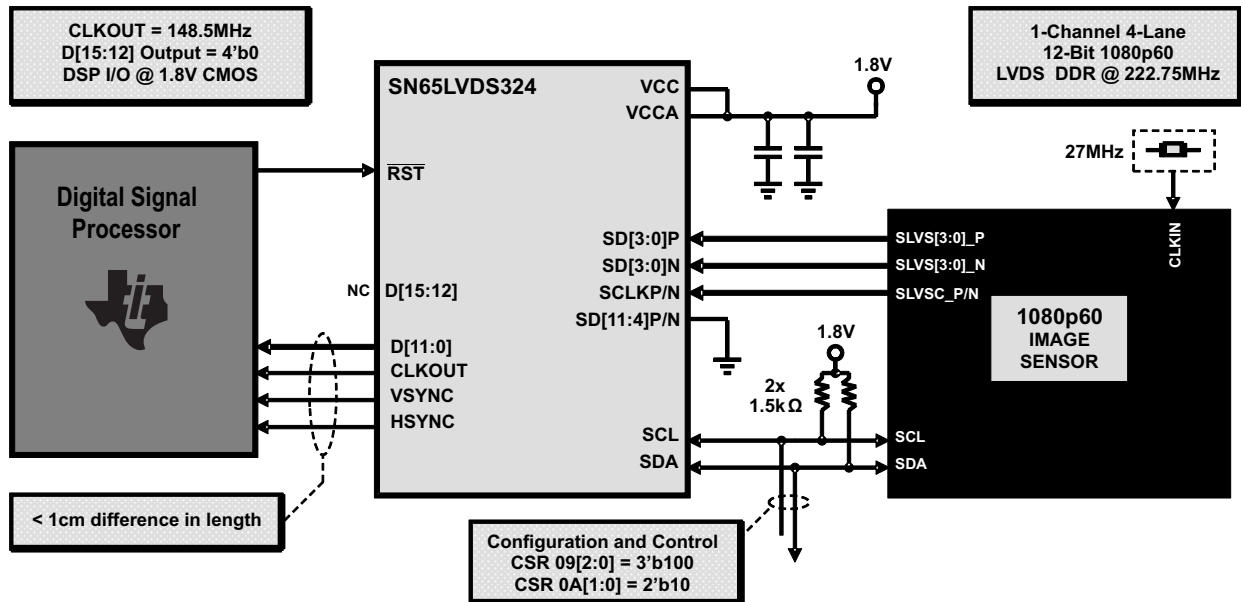 CLKOUT = 148.5MHz
D[15:12] Output = 4'b0
DSP I/O @ 1.8V CMOS
1-Channel 4-Lane
12-Bit 1080p60
LVDS DDR @ 222.75MHz
SN65LVDS324
VCC
VCCA
1.8V
27MHz
Digital Signal
Processor
RST
NC
D[15:12]
D[11:0]
CLKOUT
VSYNC
HSYNC
SD[3:0]P
SD[3:0]N
SCLKP/N
SD[11:4]P/N
SCL
SDA
1.8V
2x
1.5kΩ
SLVS[3:0]_P
SLVS[3:0]_N
SLVSC_P/N
CLKIN
1080p60
IMAGE
SENSOR
SCL
SDA
< 1cm difference in length
Configuration and Control
CSR 09[2:0] = 3'b100
CSR 0A[1:0] = 2'b10